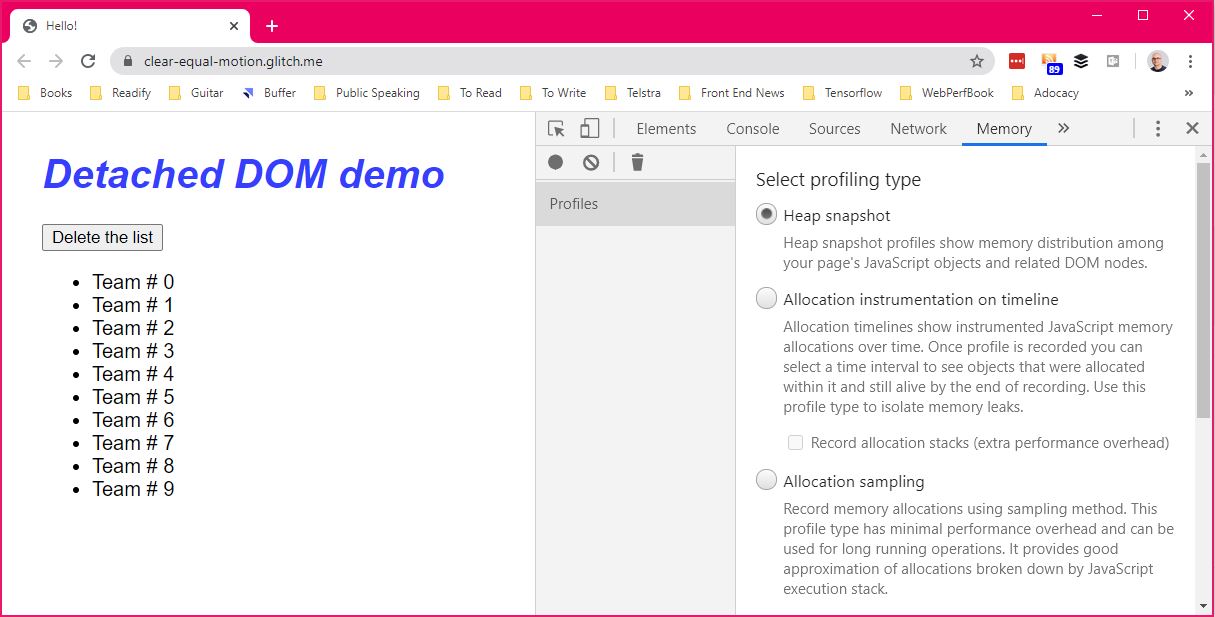 Hello!
clear-equal-motion.glitch.me
89
Books Readify Guitar Buffer Public Speaking To Read To Write Telstra Front End News Tensorflow WebPerfBook Adocacy »
Detached DOM demo
Delete the list
• Team # 0
• Team # 1
• Team # 2
• Team # 3
• Team # 4
• Team # 5
• Team # 6
• Team # 7
• Team # 8
• Team # 9
Elements Console Sources Network Memory »
Profiles
Select profiling type
Heap snapshot
Heap snapshot profiles show memory distribution among
your page's JavaScript objects and related DOM nodes.
Allocation instrumentation on timeline
Allocation timelines show instrumented JavaScript memory
allocations over time. Once profile is recorded you can
select a time interval to see objects that were allocated
within it and still alive by the end of recording. Use this
profile type to isolate memory leaks.
Record allocation stacks (extra performance overhead)
Allocation sampling
Record memory allocations using sampling method. This
profile type has minimal performance overhead and can be
used for long running operations. It provides good
approximation of allocations broken down by JavaScript
execution stack.